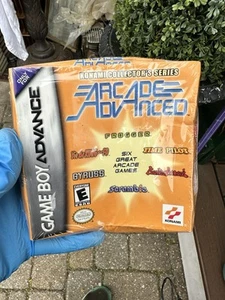 KONAMI COLLECTOR'S SERIES
ARCADE
ADVANCED
FROGGER
TIME PILOT
GYRUSS
SIX
GREAT
ARCADE
GAMES
Scramble
GAME BOY ADVANCE
E
KONAMI